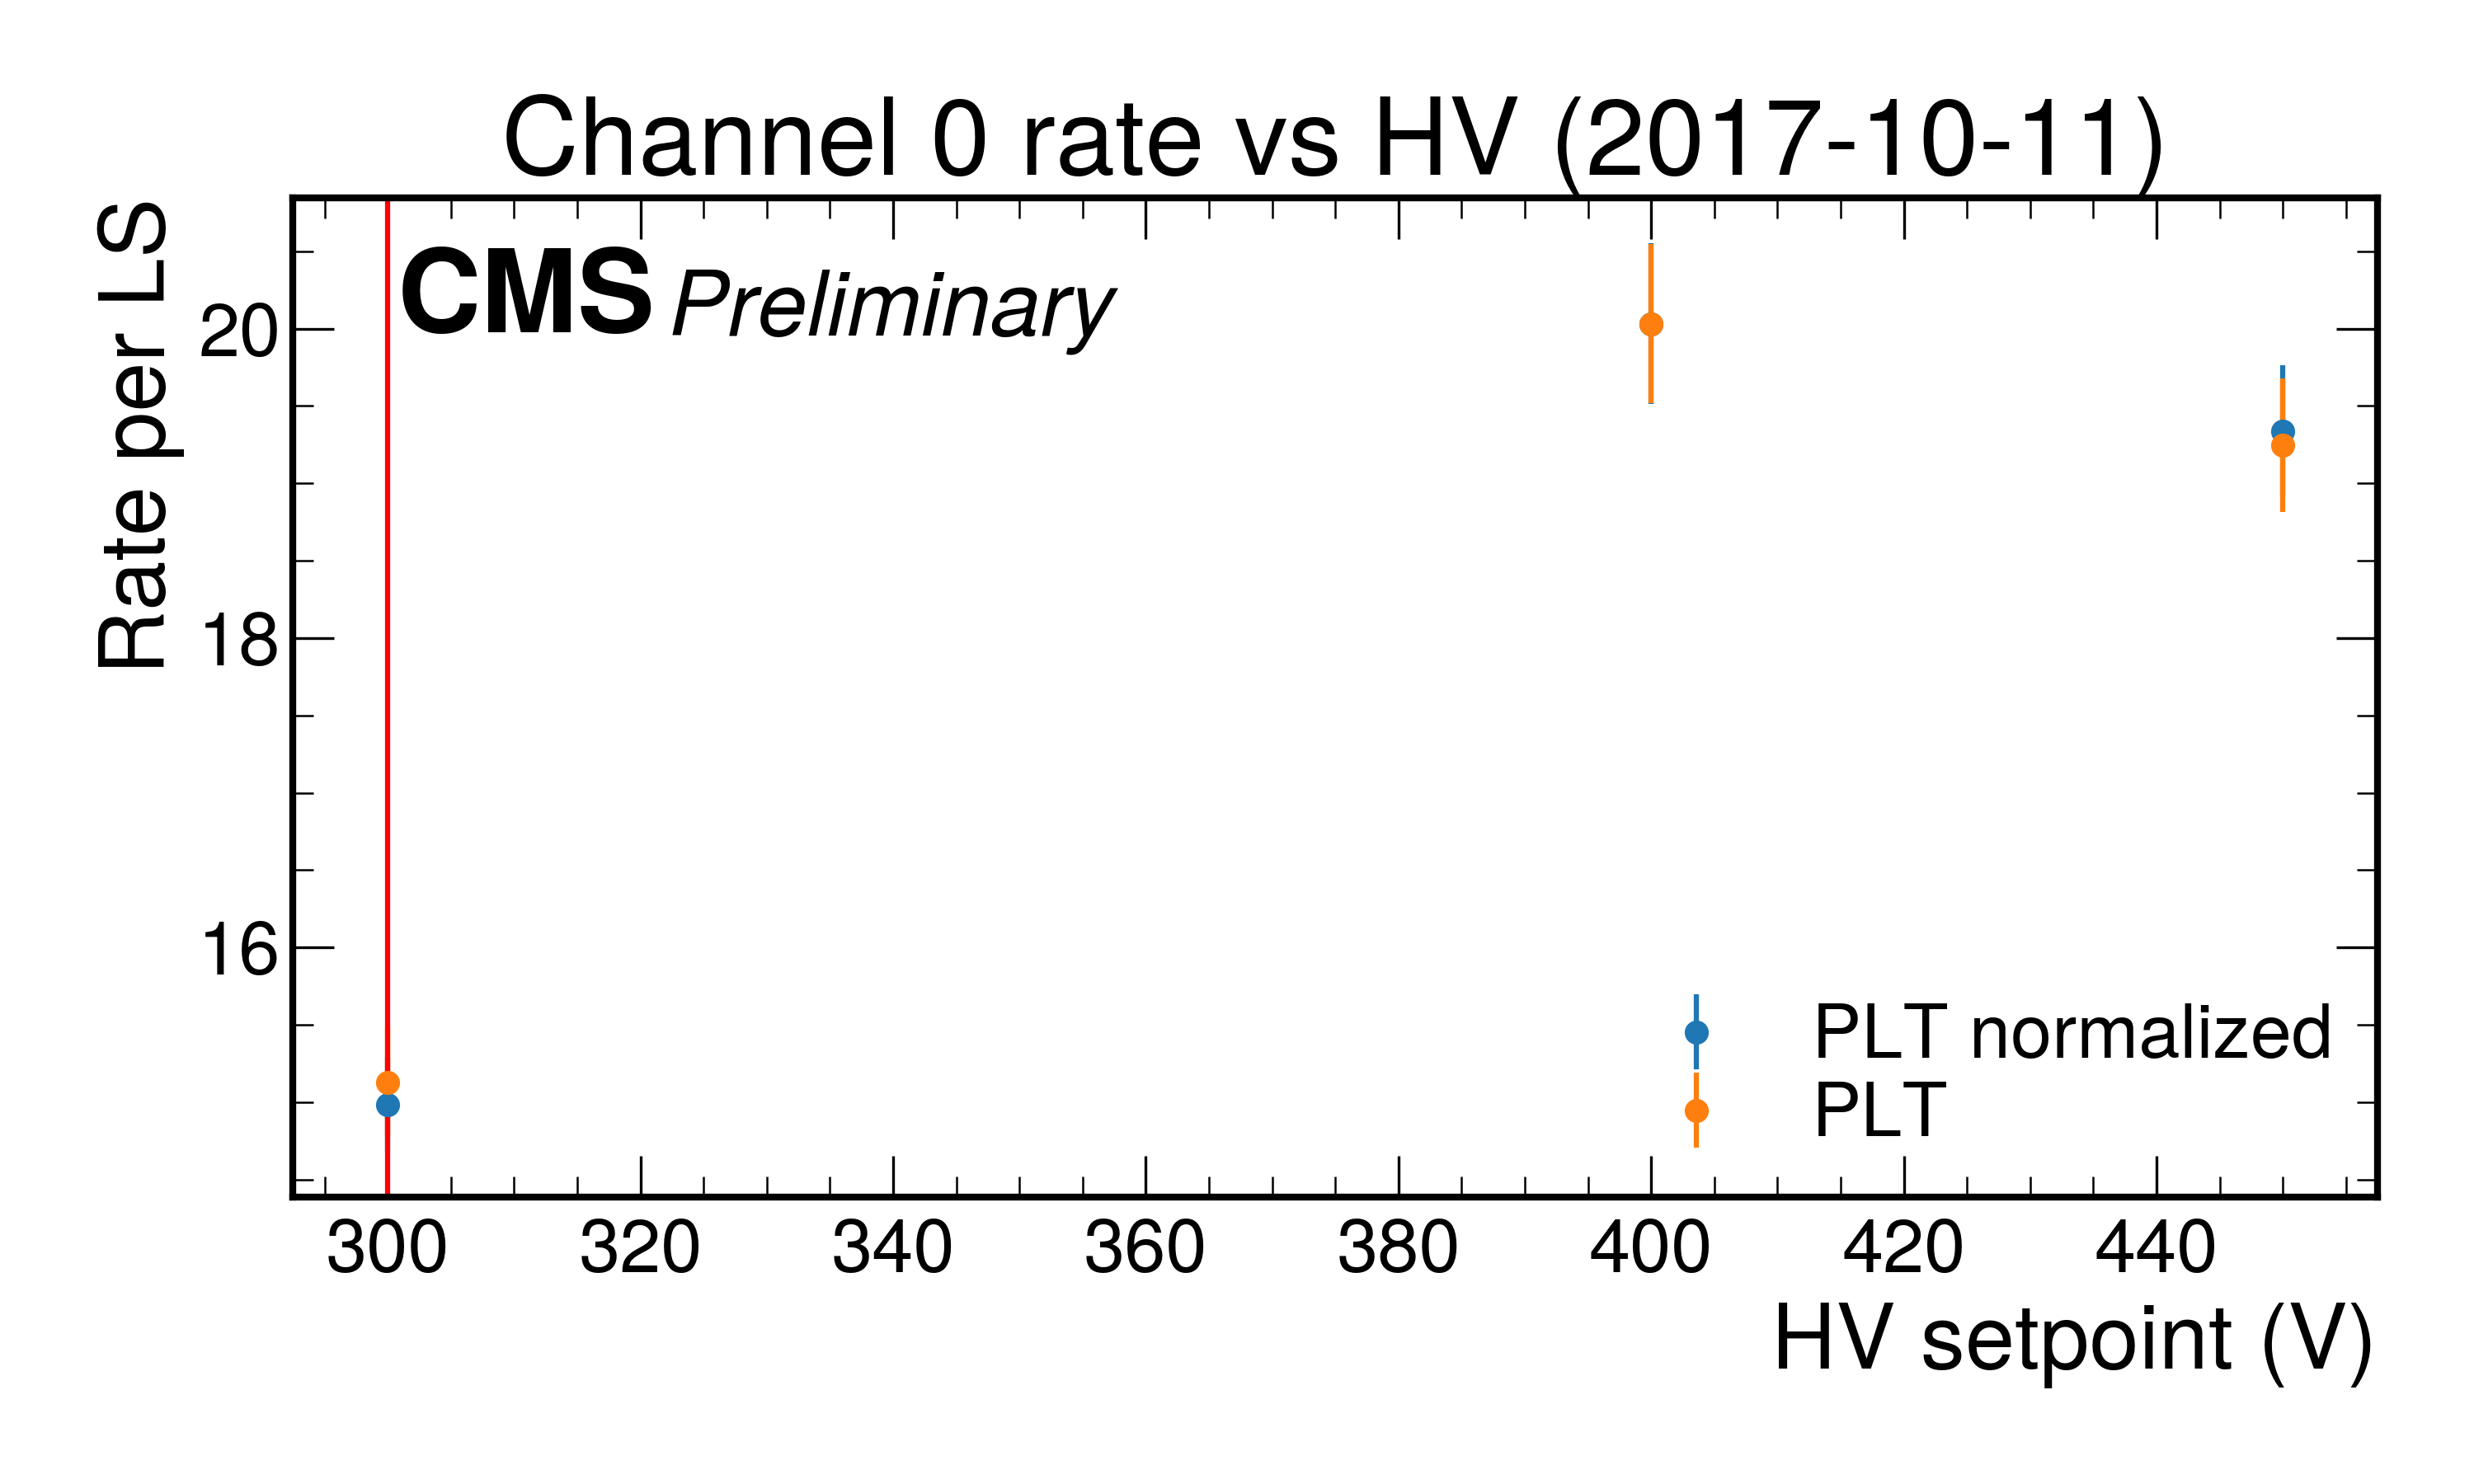 Channel 0 rate vs HV (2017-10-11)
CMS Preliminary
Rate per LS
20
18
16
PLT normalized
PLT
300 320 340 360 380 400 420 440
HV setpoint (V)